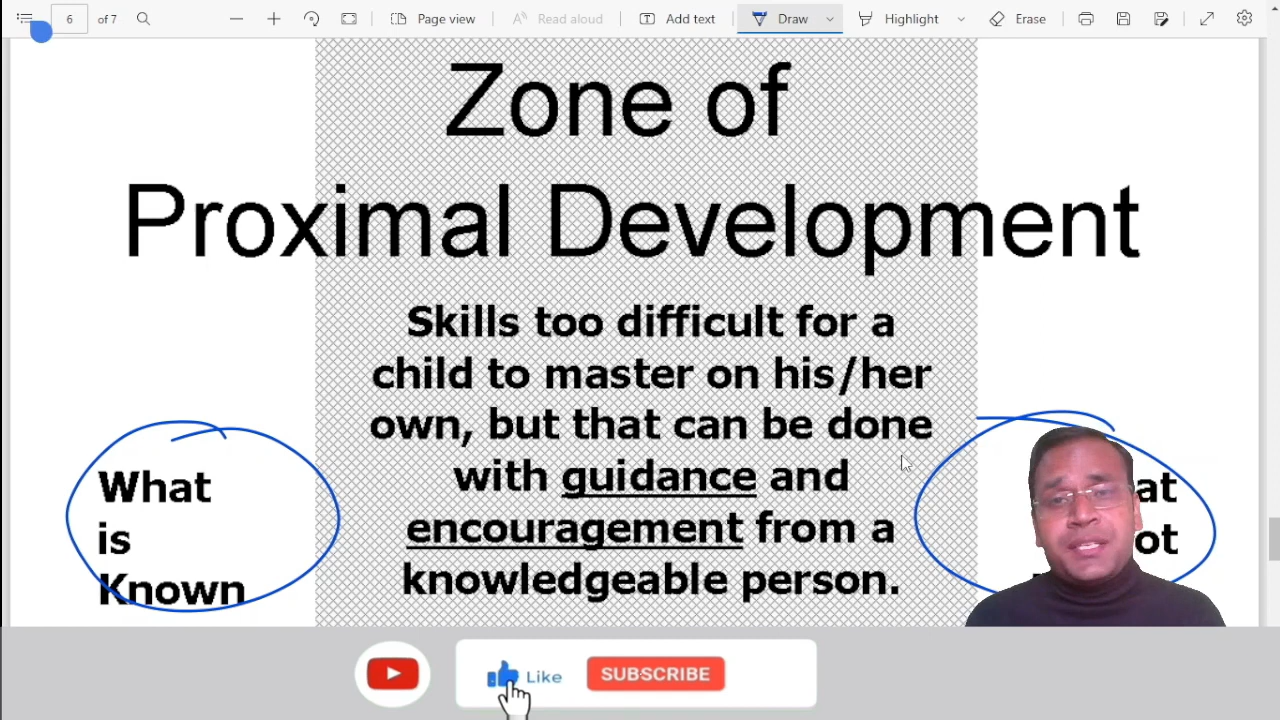 6 of 7 Page view Read aloud Add text Draw Highlight Erase
Zone of
Proximal Development
Skills too difficult for a
child to master on his/her
own, but that can be done
with guidance and
encouragement from a
knowledgeable person.
What
is
Known
Like SUBSCRIBE